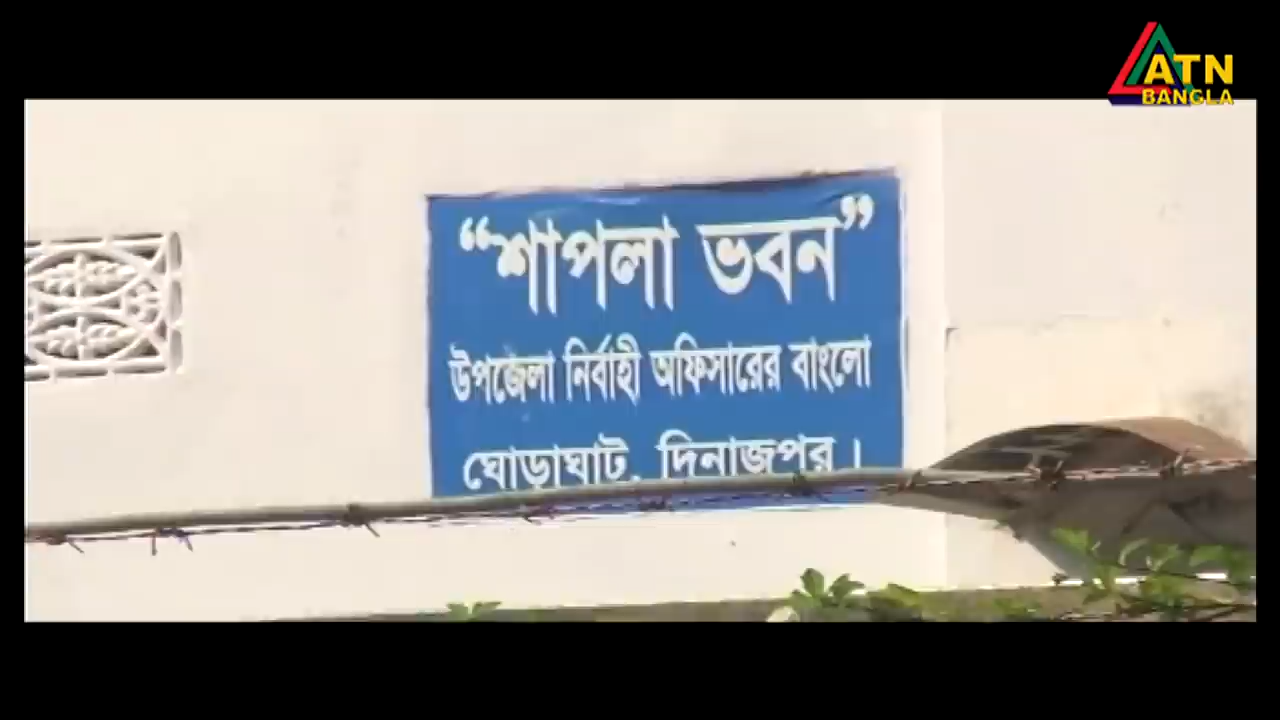 ATN
BANGLA
“শাপলা ভবন”
উপজেলা নির্বাহী অফিসারের বাংলো
ঘোড়াঘাট, দিনাজপুর।